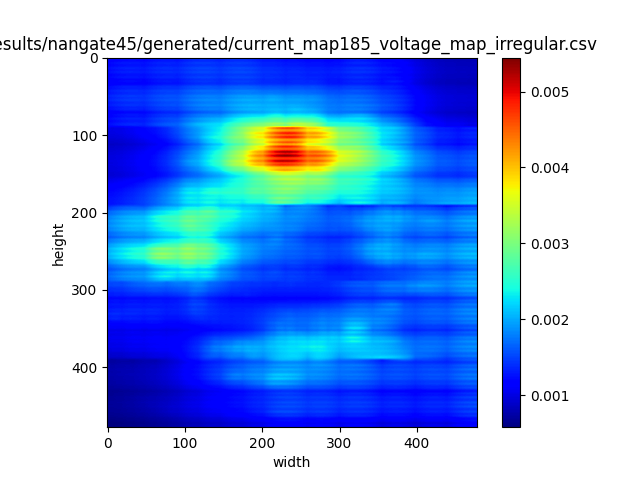 esults/nangate45/generated/current_map185_voltage_map_irregular.csv
0
100
200
300
400
height
0 100 200 300 400
width
0.005
0.004
0.003
0.002
0.001